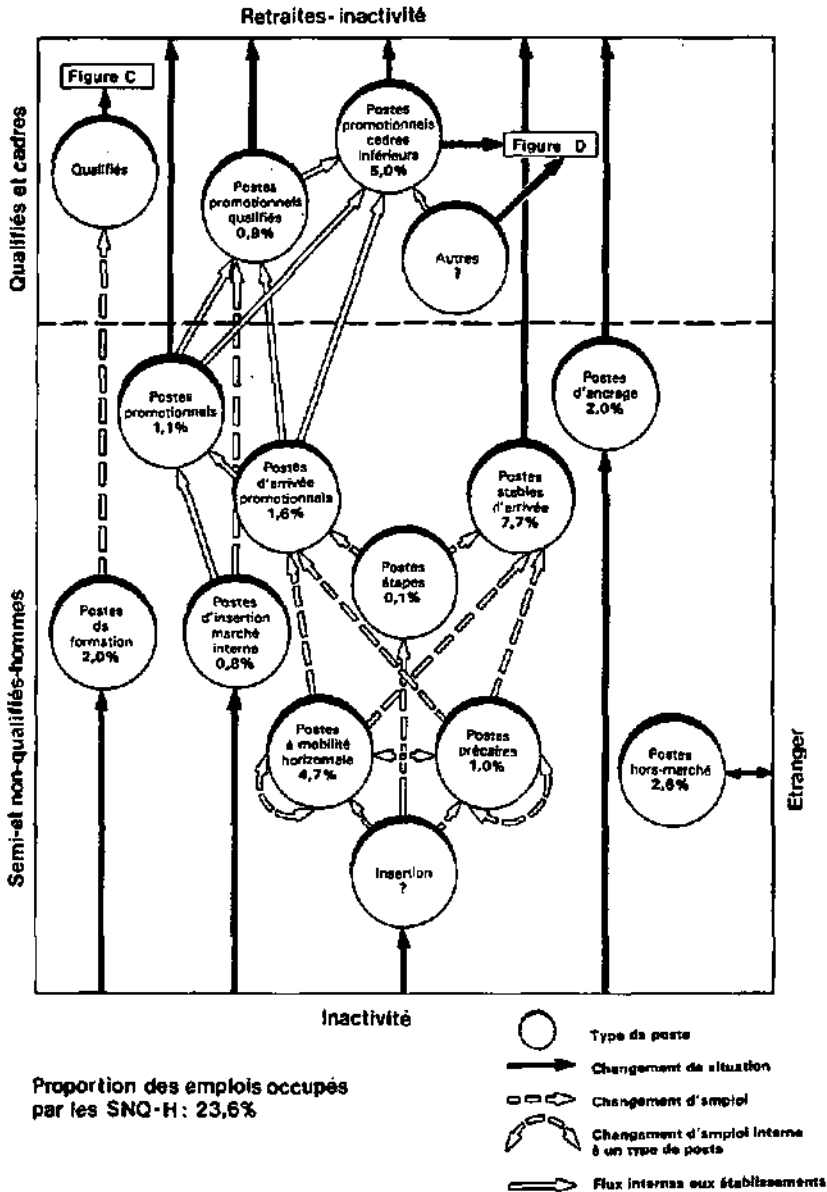 Retraites-inactivité
Figure C
Qualifiés
Postes
promotionnels
cadres
inférieurs
5,0%
Figure D
Postes
promotionnels
qualifiés
0,8%
Autres
?
Qualifiés et cadres
Postes
promotionnels
1,1%
Postes
d'ancrage
2,0%
Postes
d'arrivée
promotionnels
1,6%
Postes
stables
d'arrivée
7,7%
Postes
étapes
0,1%
Postes
de
formation
2,0%
Postes
d'insertion
marché
interne
0,8%
Postes
à mobilité
horizontale
4,7%
Postes
précaires
1,0%
Postes
hors-marché
2,6%
Insertion
?
Semi-et non-qualifiés-hommes
Etranger
Inactivité
Proportion des emplois occupés
par les SNQ-H: 23,6%
Type de poste
Changement de situation
Changement d'emploi
Changement d'emploi interne
à un type de poste
Flux internes aux établissements